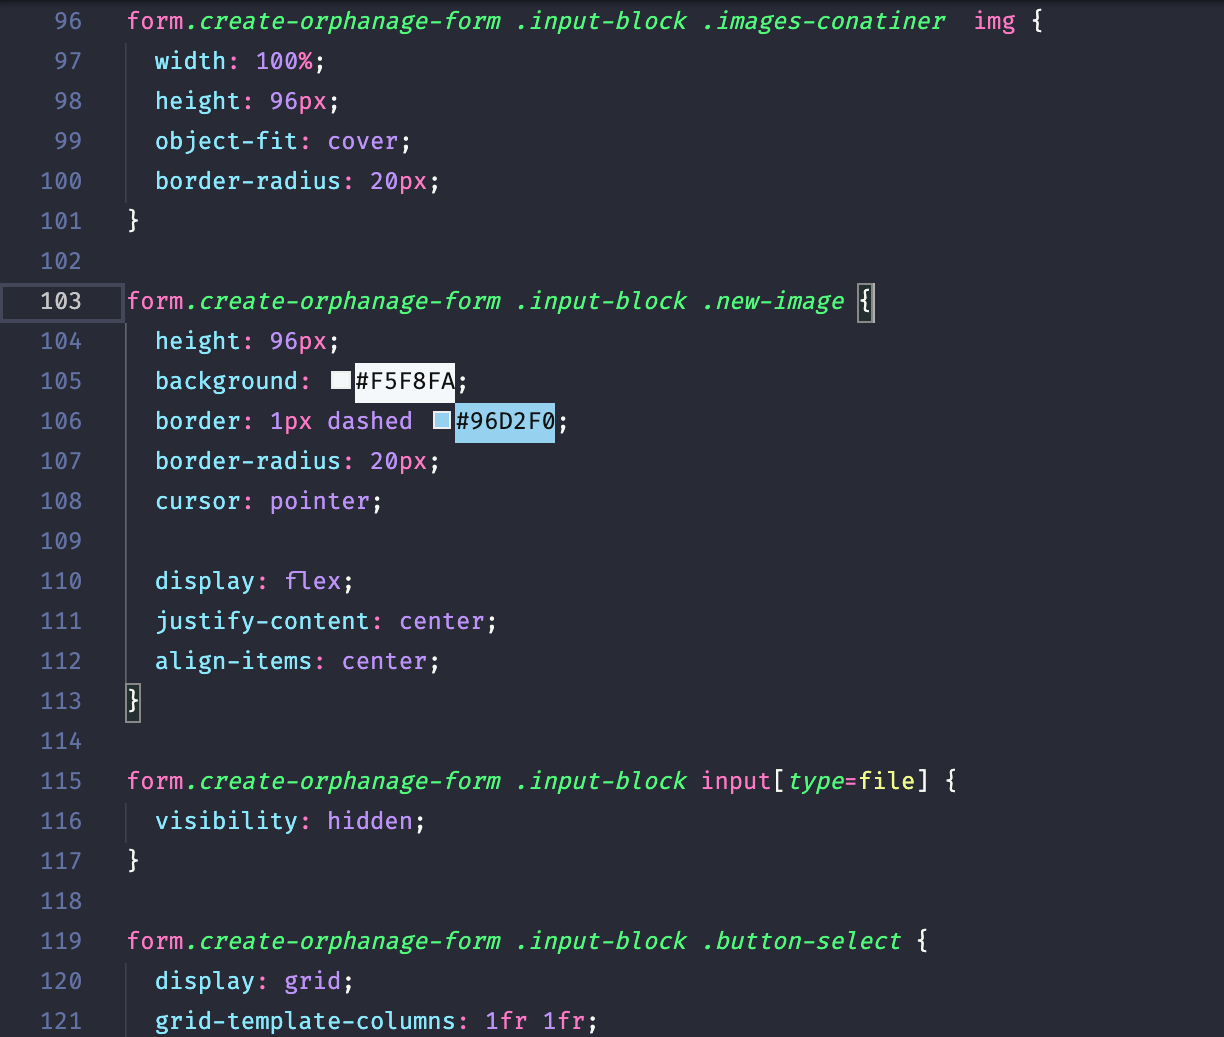 96 form.create-orphanage-form .input-block .images-conatiner  img {
97   width: 100%;
98   height: 96px;
99   object-fit: cover;
100   border-radius: 20px;
101 }
102
103 form.create-orphanage-form .input-block .new-image {
104   height: 96px;
105   background: #F5F8FA;
106   border: 1px dashed #96D2F0;
107   border-radius: 20px;
108   cursor: pointer;
109
110   display: flex;
111   justify-content: center;
112   align-items: center;
113 }
114
115 form.create-orphanage-form .input-block input[type=file] {
116   visibility: hidden;
117 }
118
119 form.create-orphanage-form .input-block .button-select {
120   display: grid;
121   grid-template-columns: 1fr 1fr;